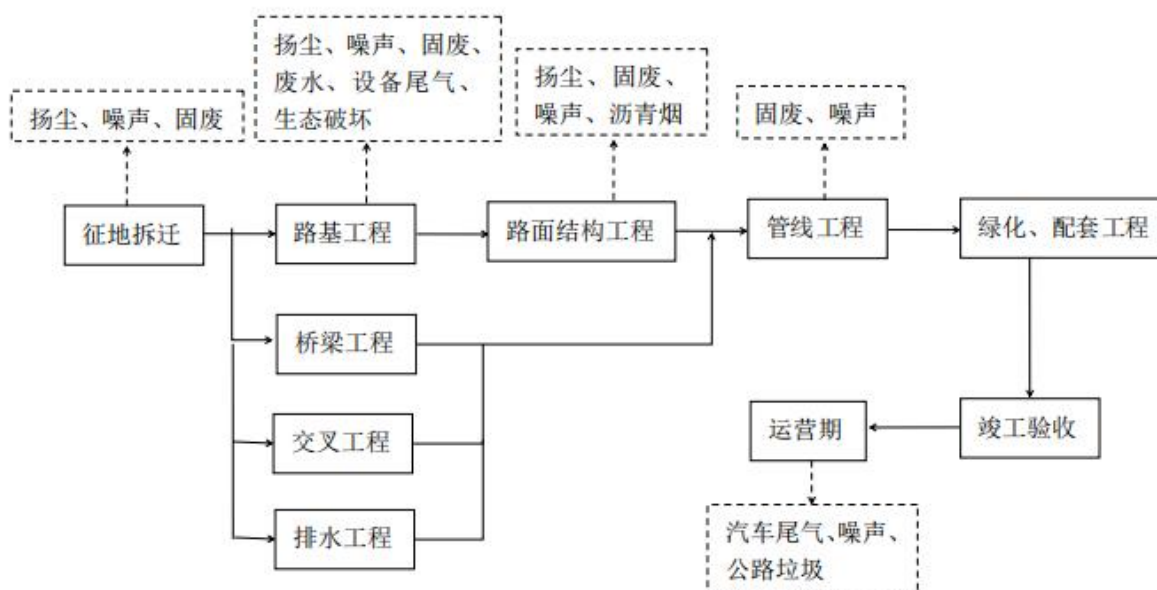 扬尘、噪声、固废
扬尘、噪声、固废、
废水、设备尾气、
生态破坏
扬尘、固废、
噪声、沥青烟
固废、噪声
征地拆迁
路基工程
路面结构工程
管线工程
绿化、配套工程
桥梁工程
交叉工程
排水工程
运营期
竣工验收
汽车尾气、噪声、
公路垃圾